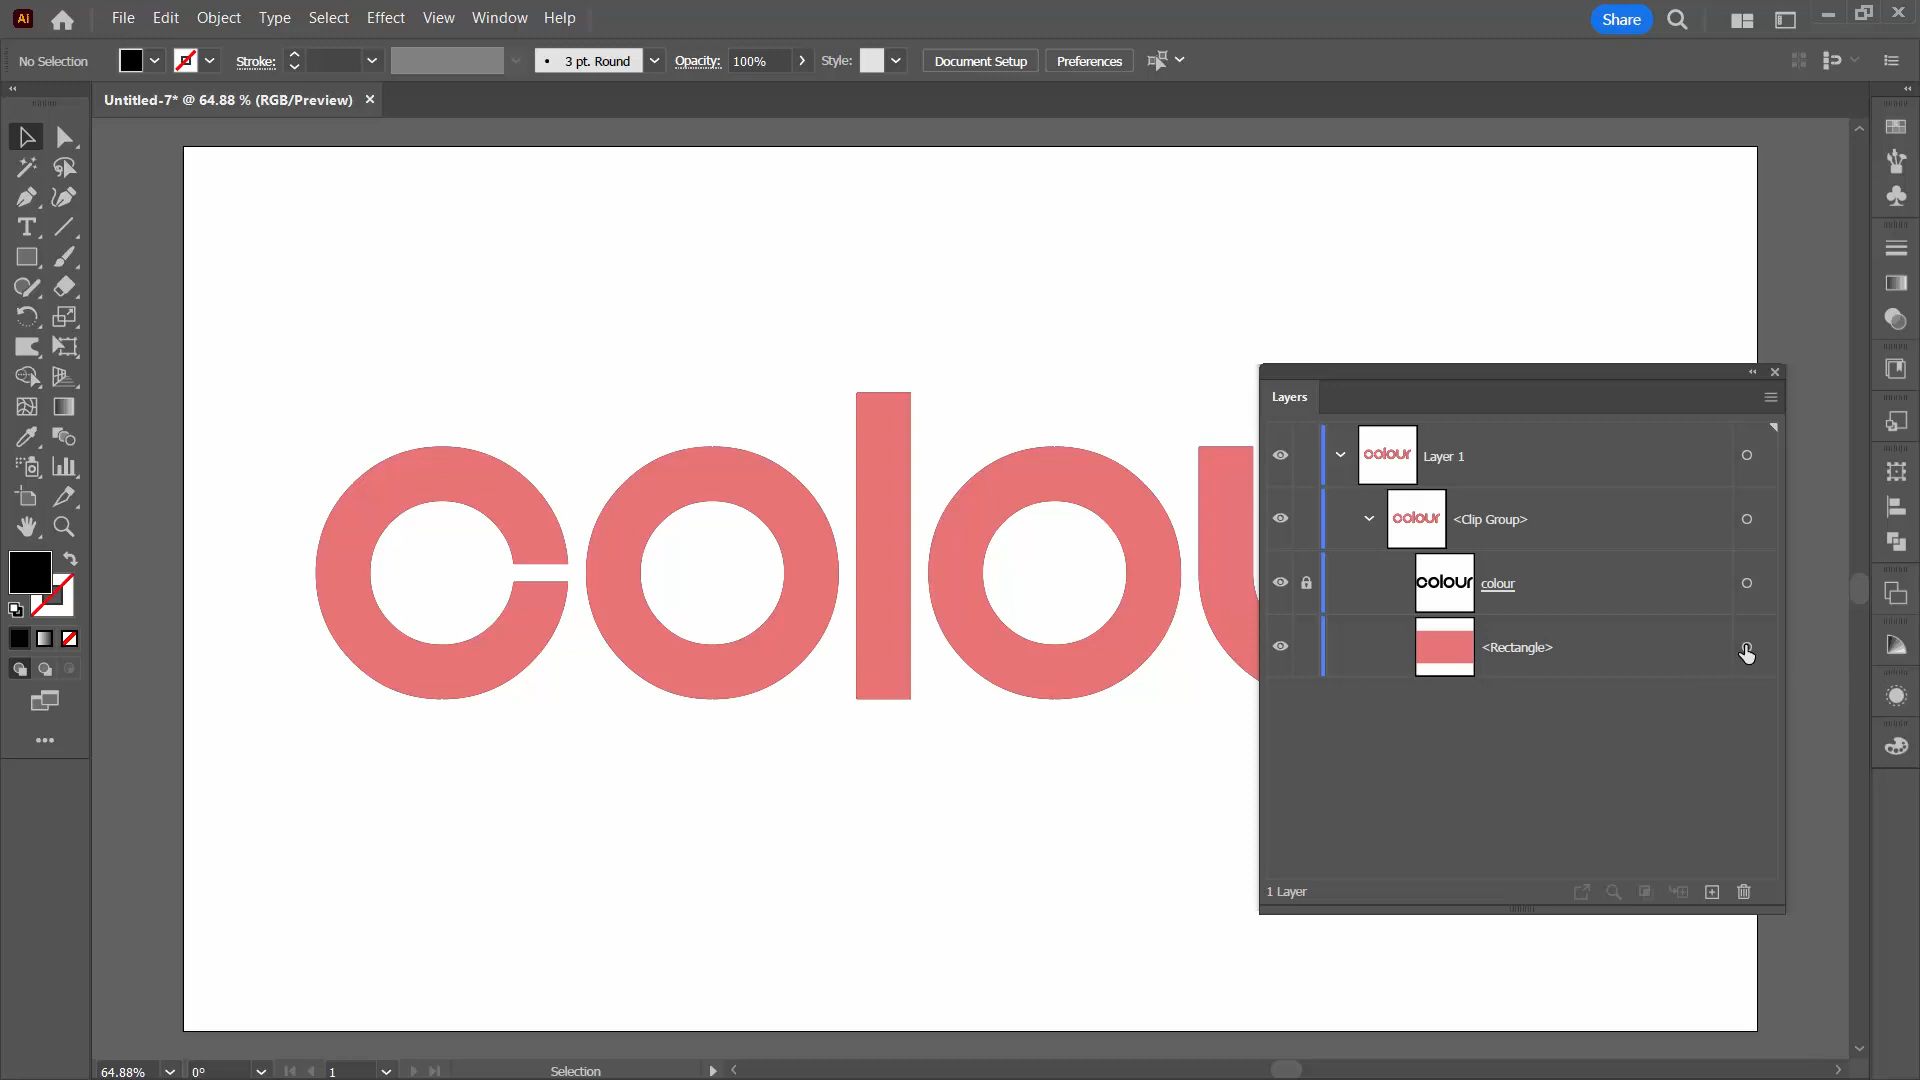 Ai
File Edit Object Type Select Effect View Window Help
Share
No Selection
Stroke:
3 pt. Round
Opacity: 100%
Style:
Document Setup
Preferences
Untitled-7* @ 64.88 % (RGB/Preview)
colou
Layers
colour
Layer 1
colour
<Clip Group>
colour
colour
<Rectangle>
1 Layer
64.88%
0°
1
Selection